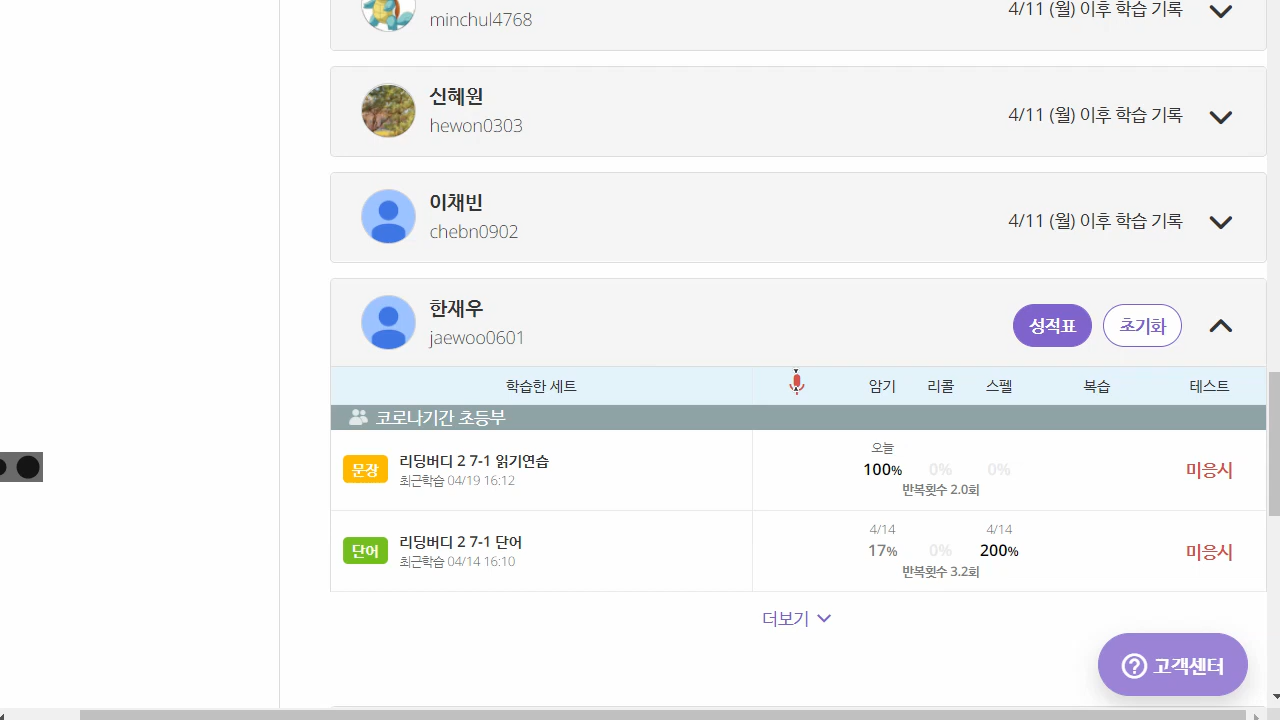 minchul4768
4/11 (월) 이후 학습 기록
신혜원
hewon0303
4/11 (월) 이후 학습 기록
이채빈
chebn0902
4/11 (월) 이후 학습 기록
한재우
jaewoo0601
성적표
초기화
학습한 세트
암기 리콜 스펠 복습 테스트
코로나기간 초등부
문장
리딩버디 2 7-1 읽기연습
최근학습 04/19 16:12
오늘
100% 0% 0%
반복횟수 2.0회
미응시
단어
리딩버디 2 7-1 단어
최근학습 04/14 16:10
4/14 4/14
17% 0% 200%
반복횟수 3.2회
미응시
더보기
고객센터